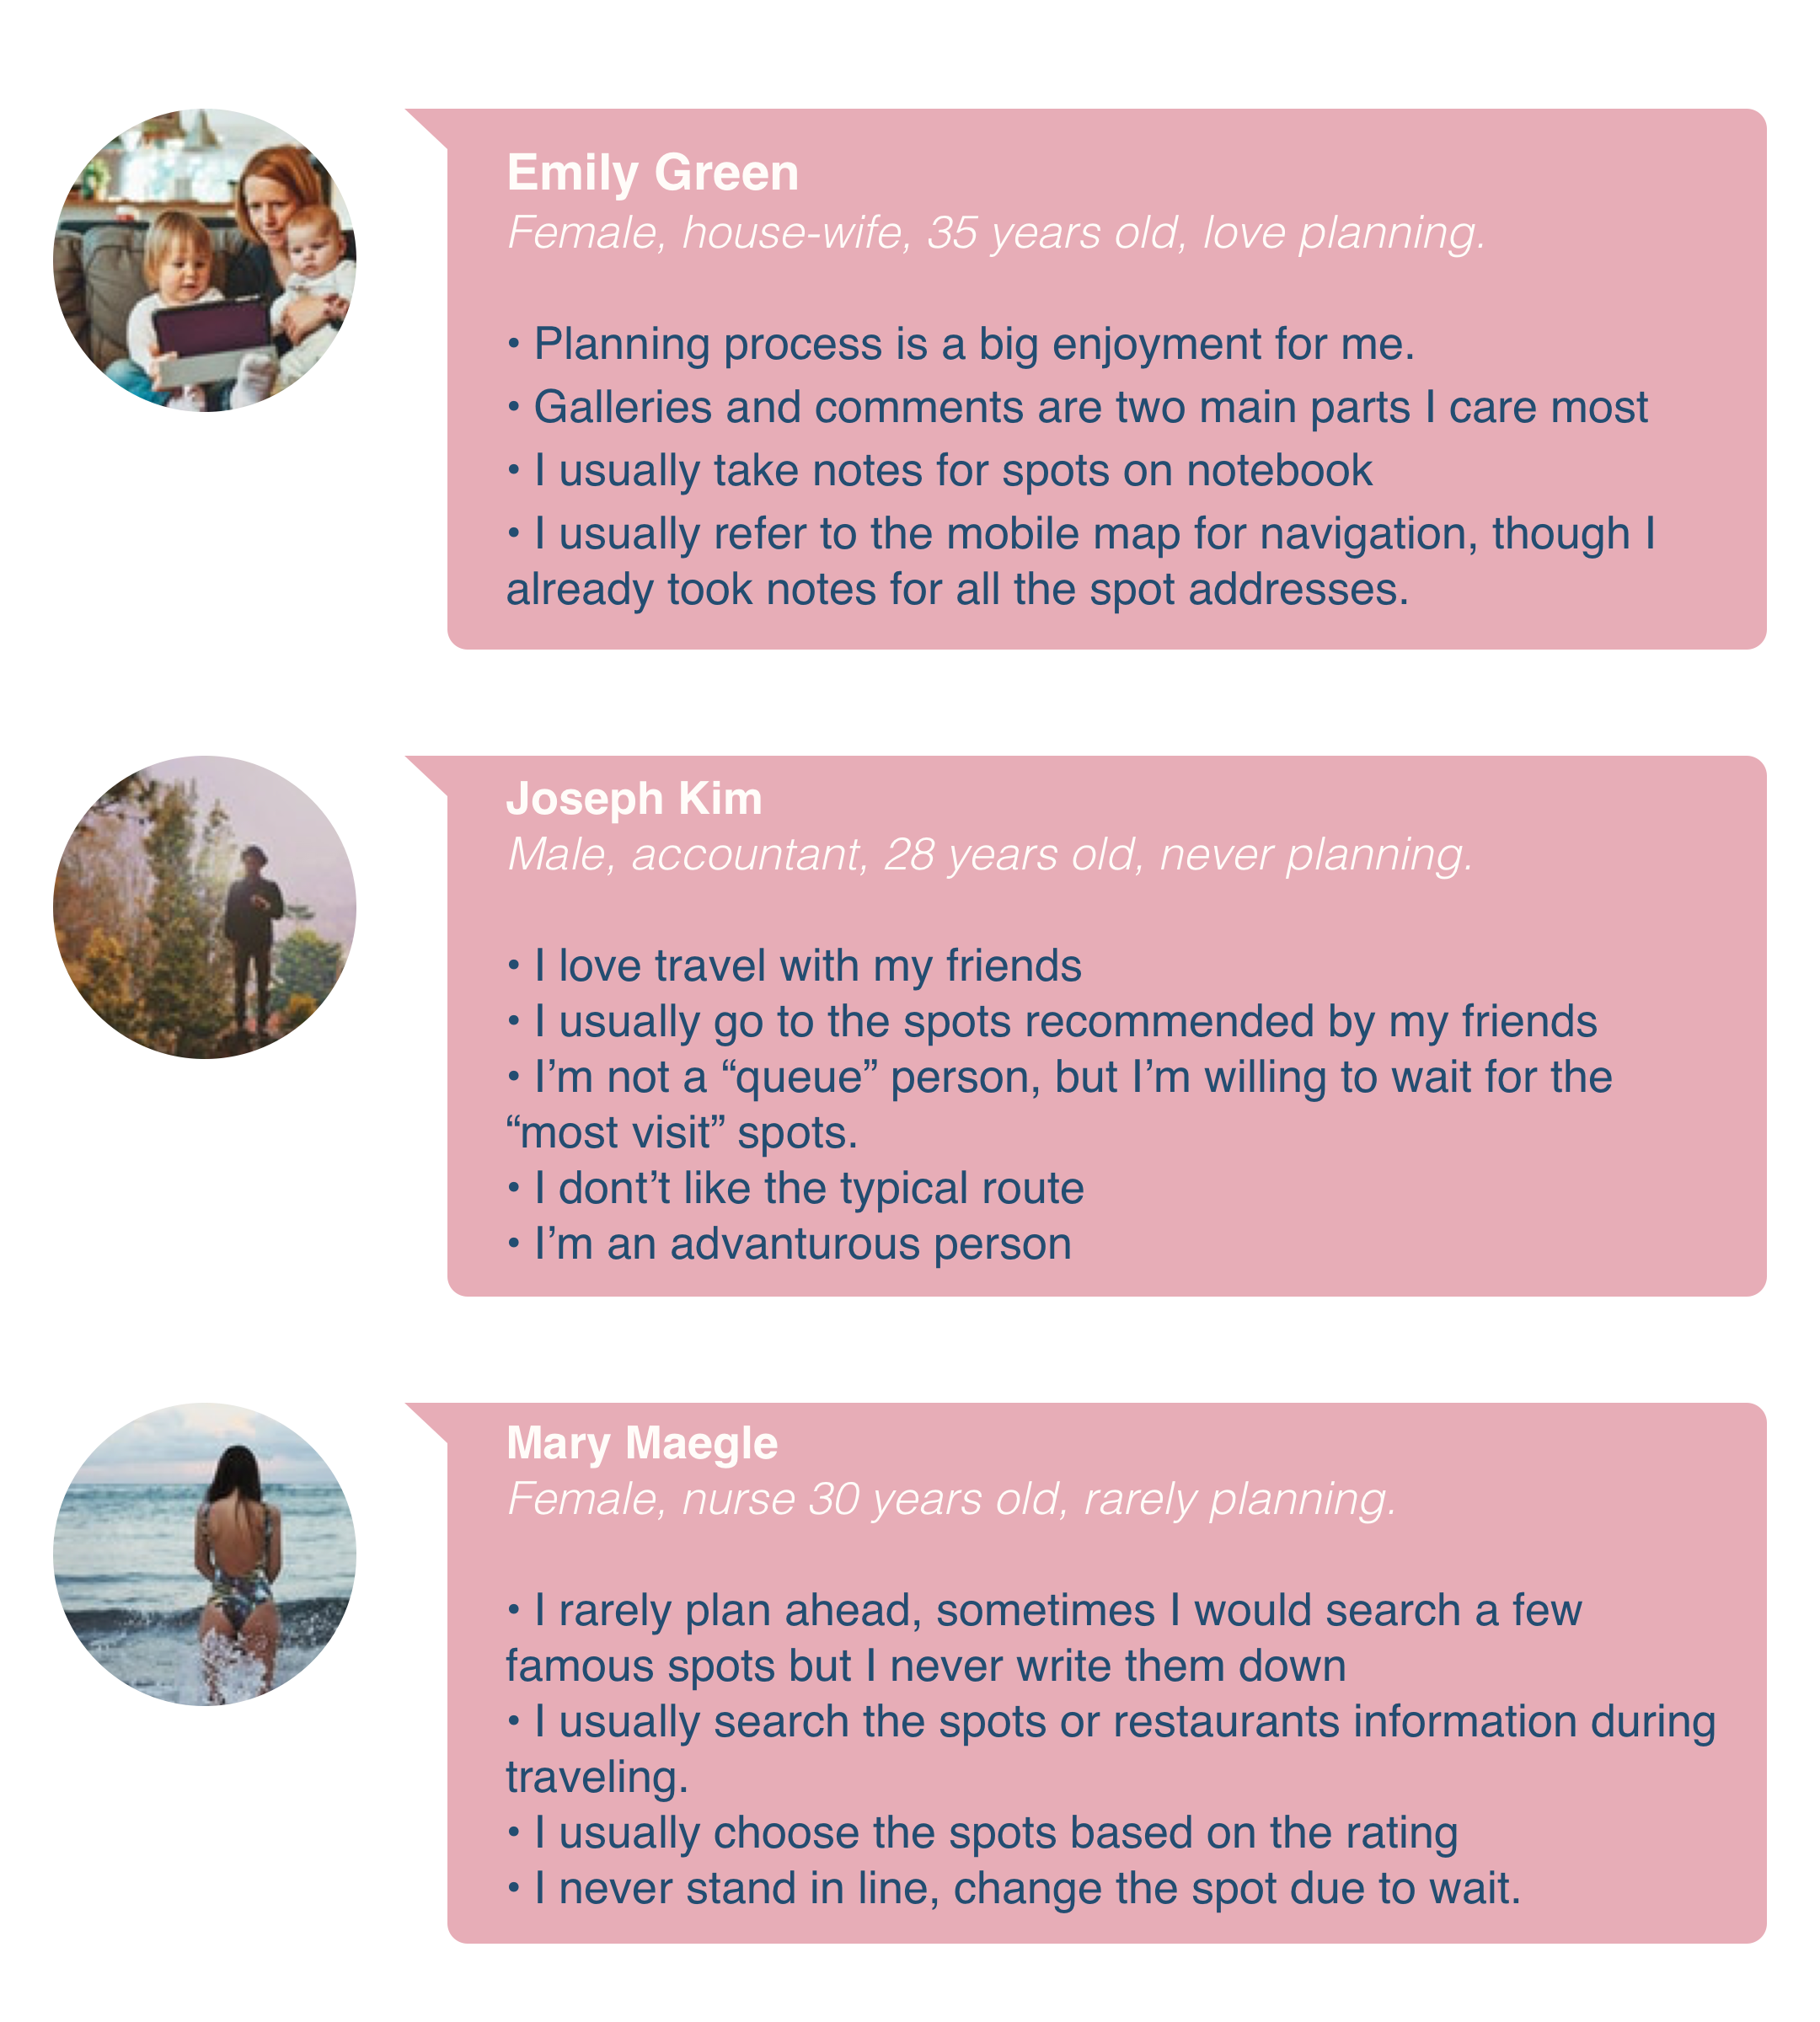 Emily Green
Female, house-wife, 35 years old, love planning.
• Planning process is a big enjoyment for me.
• Galleries and comments are two main parts I care most
• I usually take notes for spots on notebook
• I usually refer to the mobile map for navigation, though I
already took notes for all the spot addresses.
Joseph Kim
Male, accountant, 28 years old, never planning.
• I love travel with my friends
• I usually go to the spots recommended by my friends
• I’m not a “queue” person, but I’m willing to wait for the
“most visit” spots.
• I dont’t like the typical route
• I’m an advanturous person
Mary Maegle
Female, nurse 30 years old, rarely planning.
• I rarely plan ahead, sometimes I would search a few
famous spots but I never write them down
• I usually search the spots or restaurants information during
traveling.
• I usually choose the spots based on the rating
• I never stand in line, change the spot due to wait.